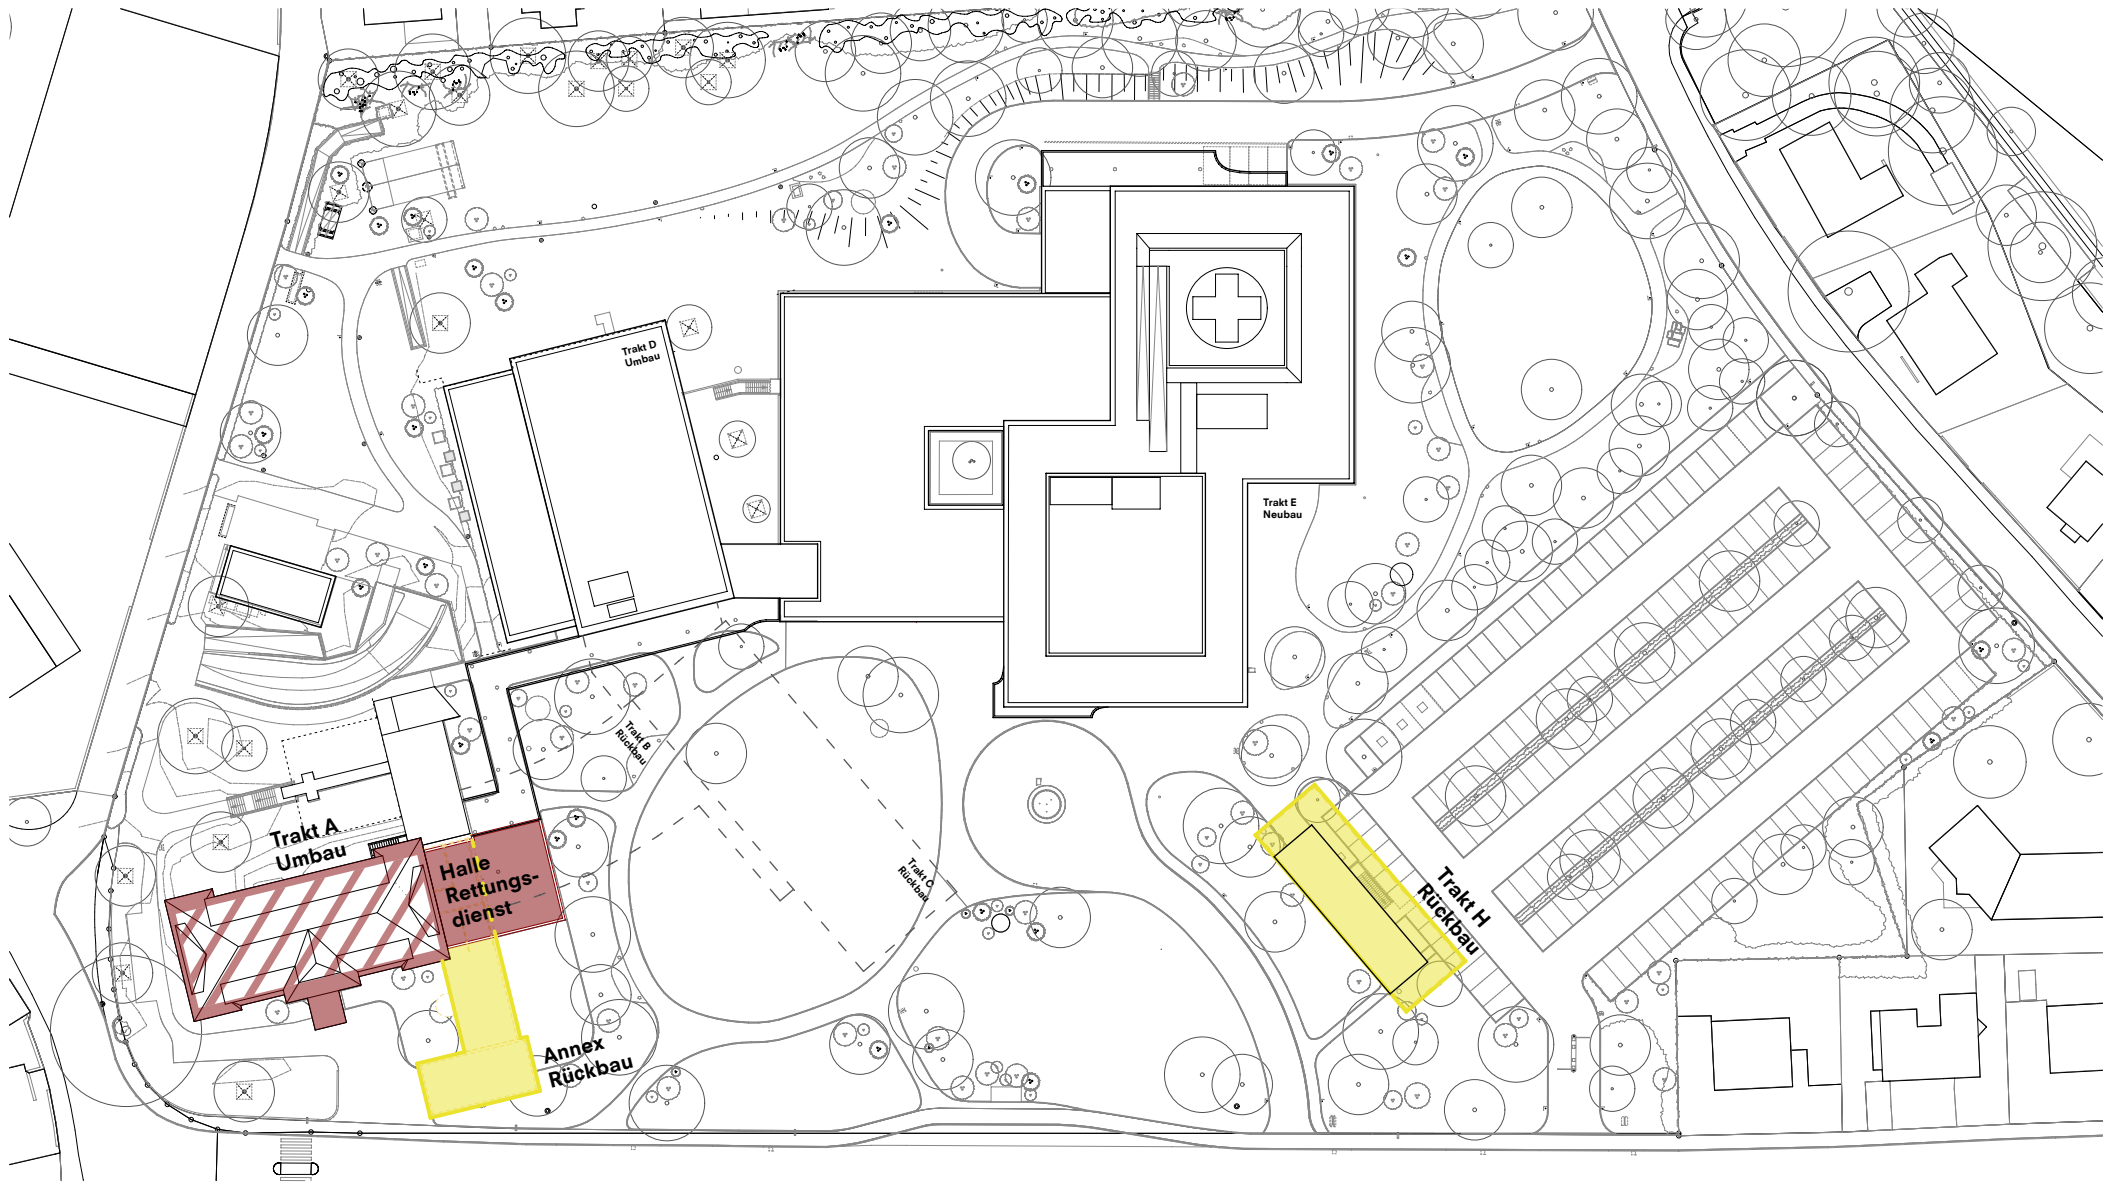 Trakt D
Umbau
Trakt E
Neubau
Trakt B
Rückbau
Trakt A
Umbau
Halle
Rettungs-
dienst
Trakt C
Rückbau
Trakt H
Rückbau
Annex
Rückbau